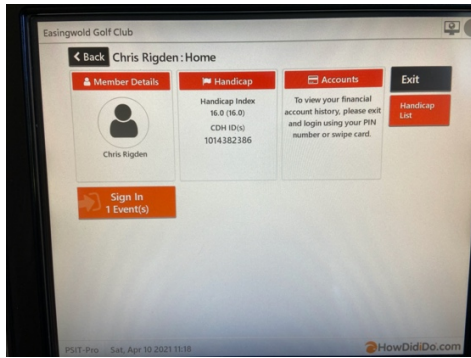 Easingwold Golf Club
Back Chris Rigden: Home
Member Details
Chris Rigden
Handicap
Handicap Index
16.0 (16.0)
CDH ID(s)
1014382386
Accounts
To view your financial
account history, please exit
and login using your PIN
number or swipe card.
Exit
Handicap
List
Sign In
1 Event(s)
PSIT-Pro Sat, Apr 10 2021 11:18
HowDidiDo.com